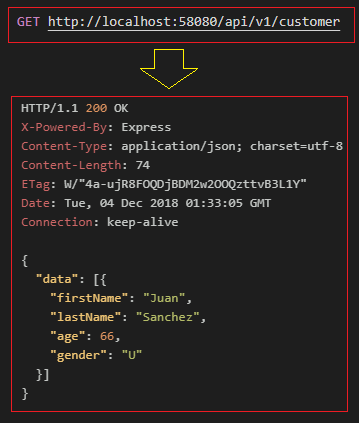 GET http://localhost:58080/api/v1/customer
HTTP/1.1 200 OK
X-Powered-By: Express
Content-Type: application/json; charset=utf-8
Content-Length: 74
ETag: W/"4a-ujR8FOQDjBDM2w2OOQzttvB3L1Y"
Date: Tue, 04 Dec 2018 01:33:05 GMT
Connection: keep-alive
{
"data": [{
"firstName": "Juan",
"lastName": "Sanchez",
"age": 66,
"gender": "U"
}]
}